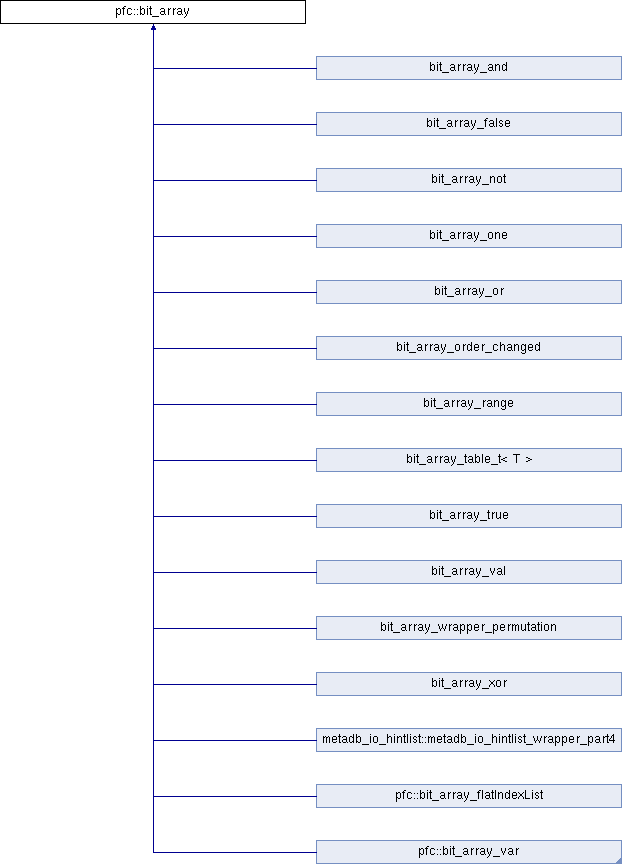 pfc::bit_array
bit_array_and
bit_array_false
bit_array_not
bit_array_one
bit_array_or
bit_array_order_changed
bit_array_range
bit_array_table_t< T >
bit_array_true
bit_array_val
bit_array_wrapper_permutation
bit_array_xor
metadb_io_hintlist::metadb_io_hintlist_wrapper_part4
pfc::bit_array_flatIndexList
pfc::bit_array_var